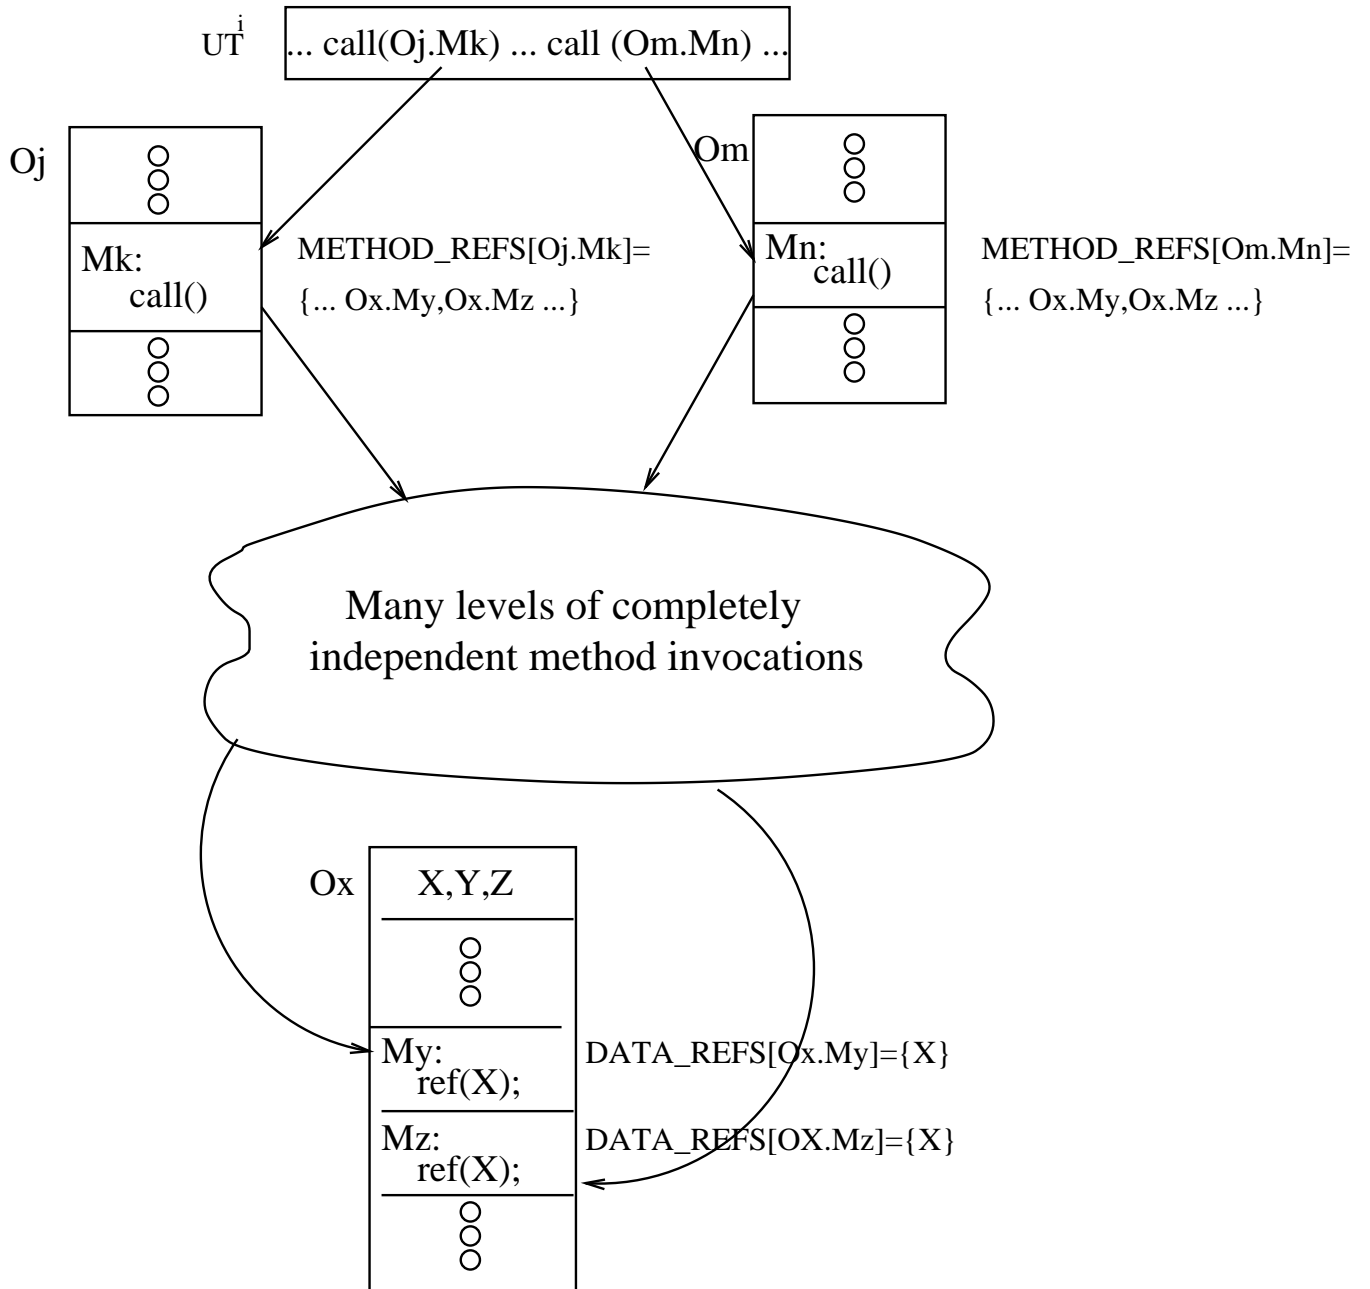 UT^i
... call(Oj.Mk) ... call (Om.Mn) ...
Oj
Om
Mk:
call()
METHOD_REFS[Oj.Mk]=
{... Ox.My,Ox.Mz ...}
Mn:
call()
METHOD_REFS[Om.Mn]=
{... Ox.My,Ox.Mz ...}
Many levels of completely
independent method invocations
Ox
X,Y,Z
My:
ref(X);
DATA_REFS[Ox.My]={X}
Mz:
ref(X);
DATA_REFS[OX.Mz]={X}